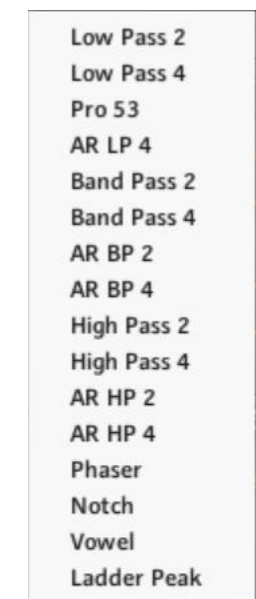 Low Pass 2
Low Pass 4
Pro 53
AR LP 4
Band Pass 2
Band Pass 4
AR BP 2
AR BP 4
High Pass 2
High Pass 4
AR HP 2
AR HP 4
Phaser
Notch
Vowel
Ladder Peak